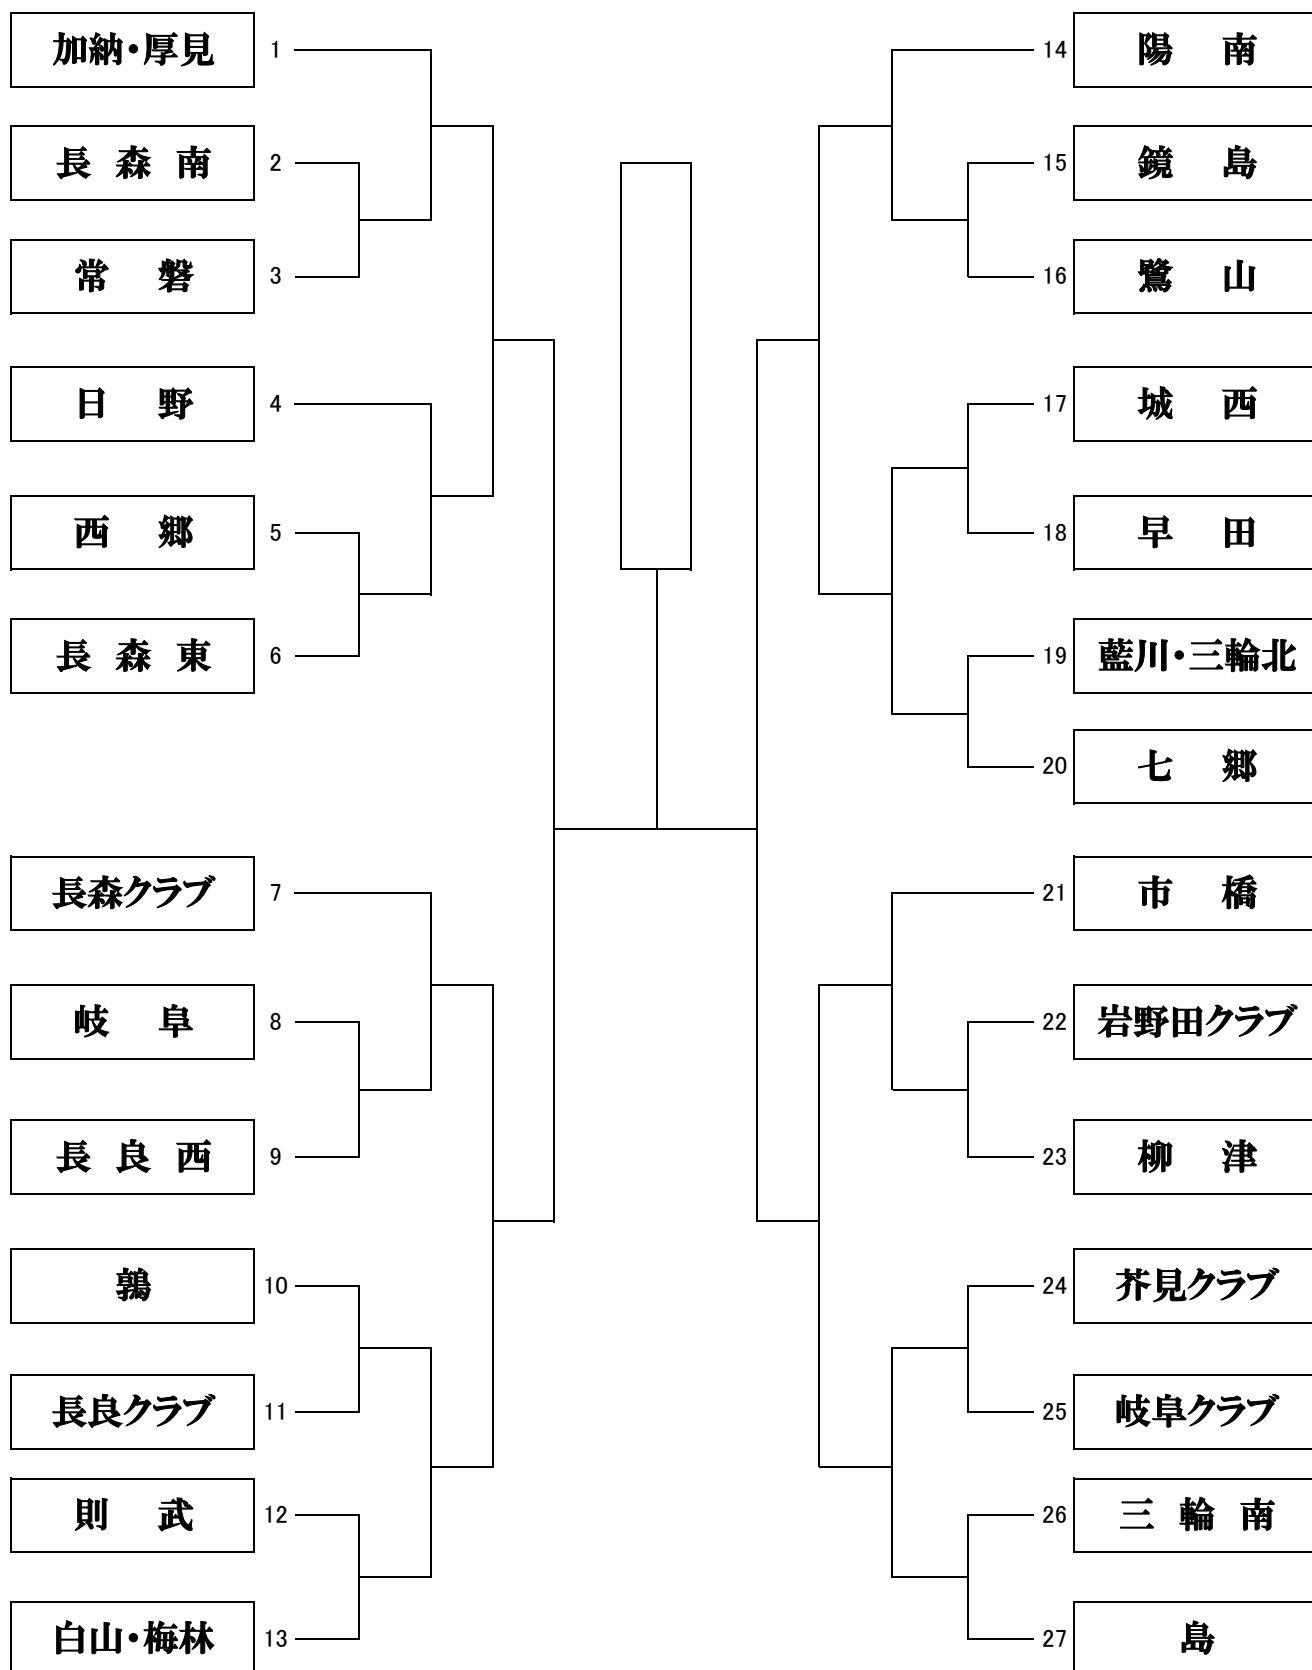 加納・厚見 1
長森南 2
常磐 3
日野 4
西郷 5
長森東 6
長森クラブ 7
岐阜 8
長良西 9
鶉 10
長良クラブ 11
則武 12
白山・梅林 13
14 陽南
15 鏡島
16 鷺山
17 城西
18 早田
19 藍川・三輪北
20 七郷
21 市橋
22 岩野田クラブ
23 柳津
24 芥見クラブ
25 岐阜クラブ
26 三輪南
27 島